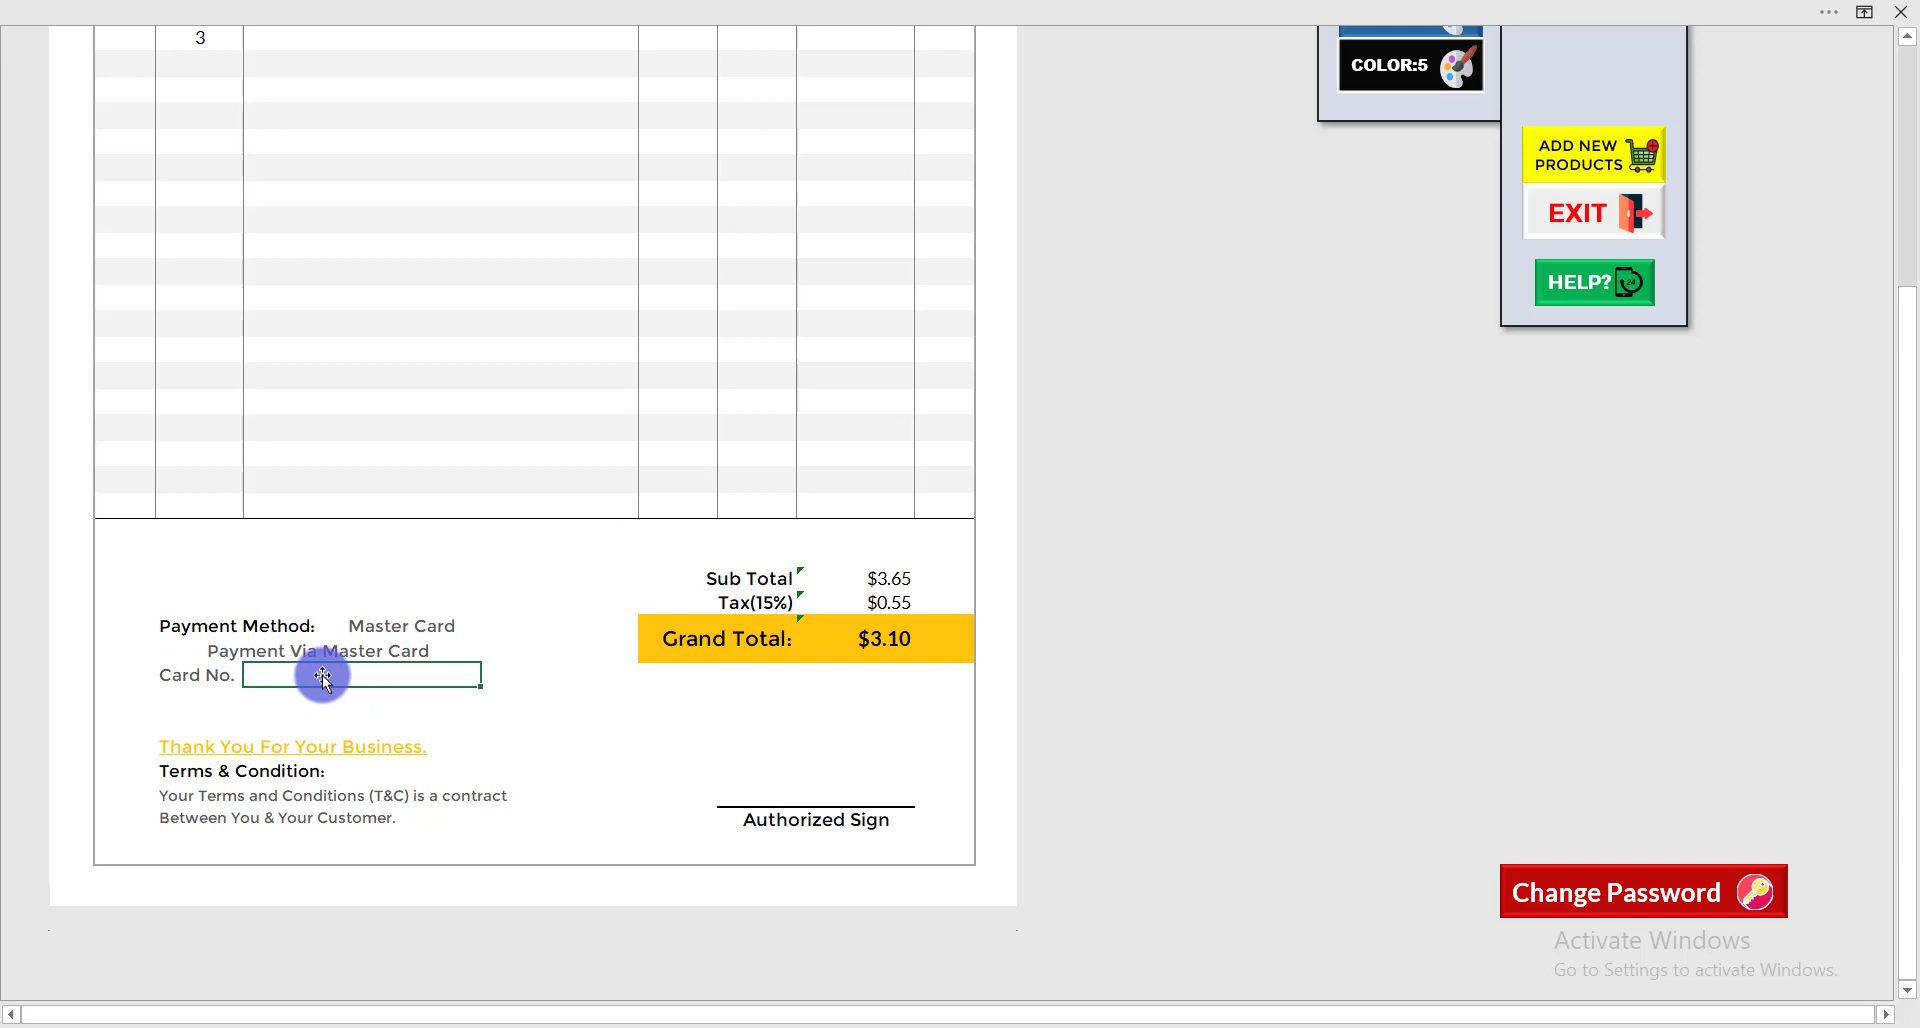 3
COLOR:5
ADD NEW
PRODUCTS
EXIT
HELP?
24
Sub Total $3.65
Tax(15%) $0.55
Payment Method: Master Card
Grand Total: $3.10
Payment Via Master Card
Card No.
Thank You For Your Business.
Terms & Condition:
Your Terms and Conditions (T&C) is a contract
Between You & Your Customer.
Authorized Sign
Change Password
Activate Windows
Go to Settings to activate Windows.